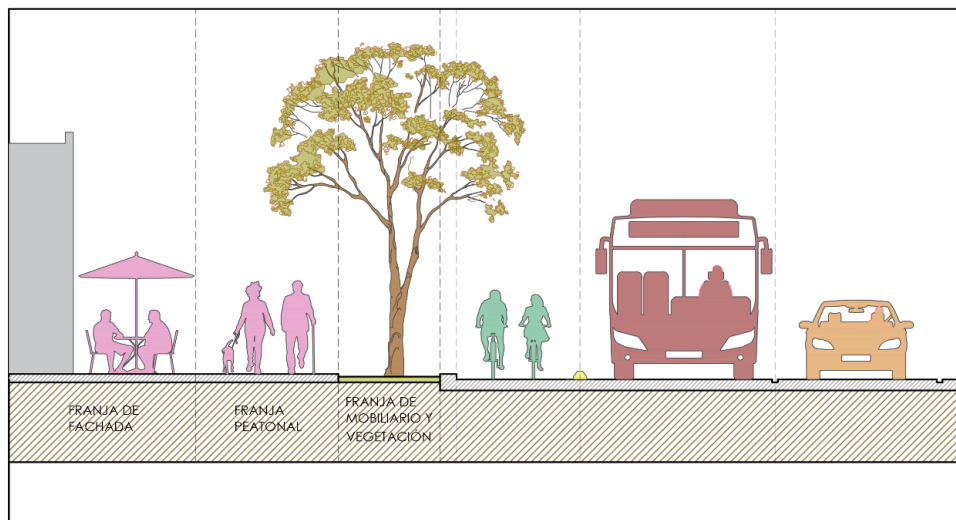 FRANJA DE
FACHADA
FRANJA
PEATONAL
FRANJA DE
MOBILIARIO Y
VEGETACIÓN